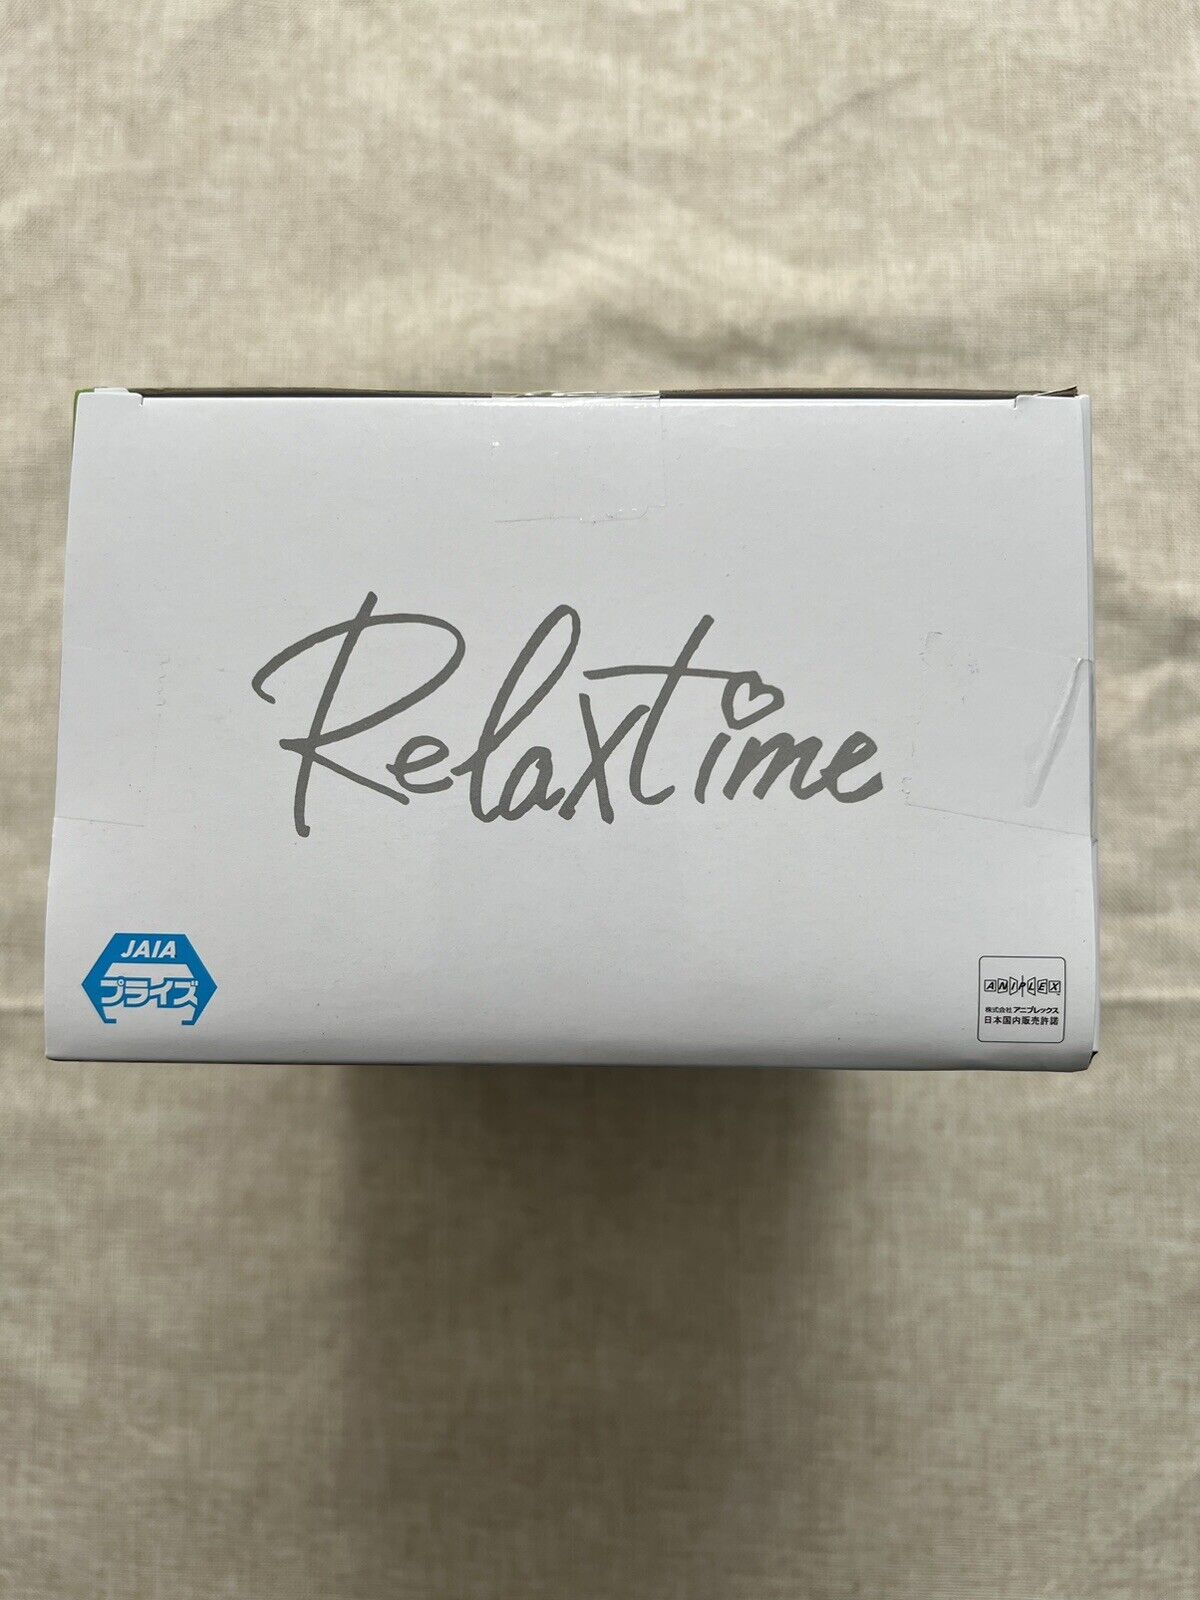 Relaxtime
JAIA
プライズ
ANIPLEX
株式会社 アニプレックス
日本国内販売許諾